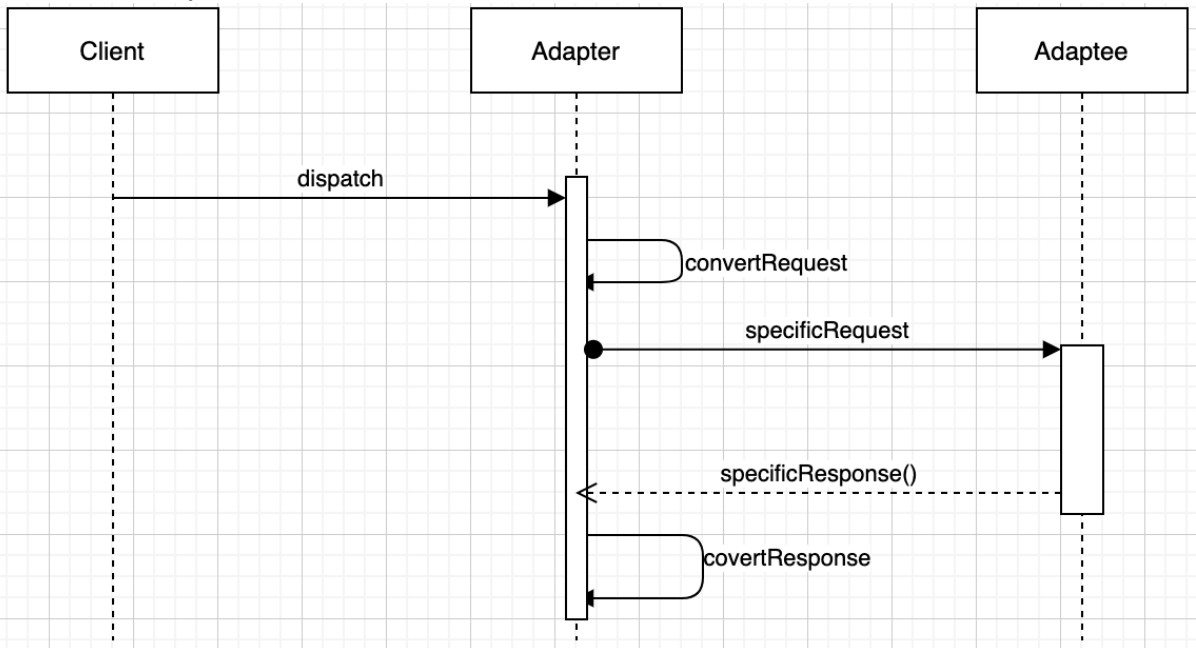 Client
Adapter
Adaptee
dispatch
convertRequest
specificRequest
specificResponse()
covertResponse